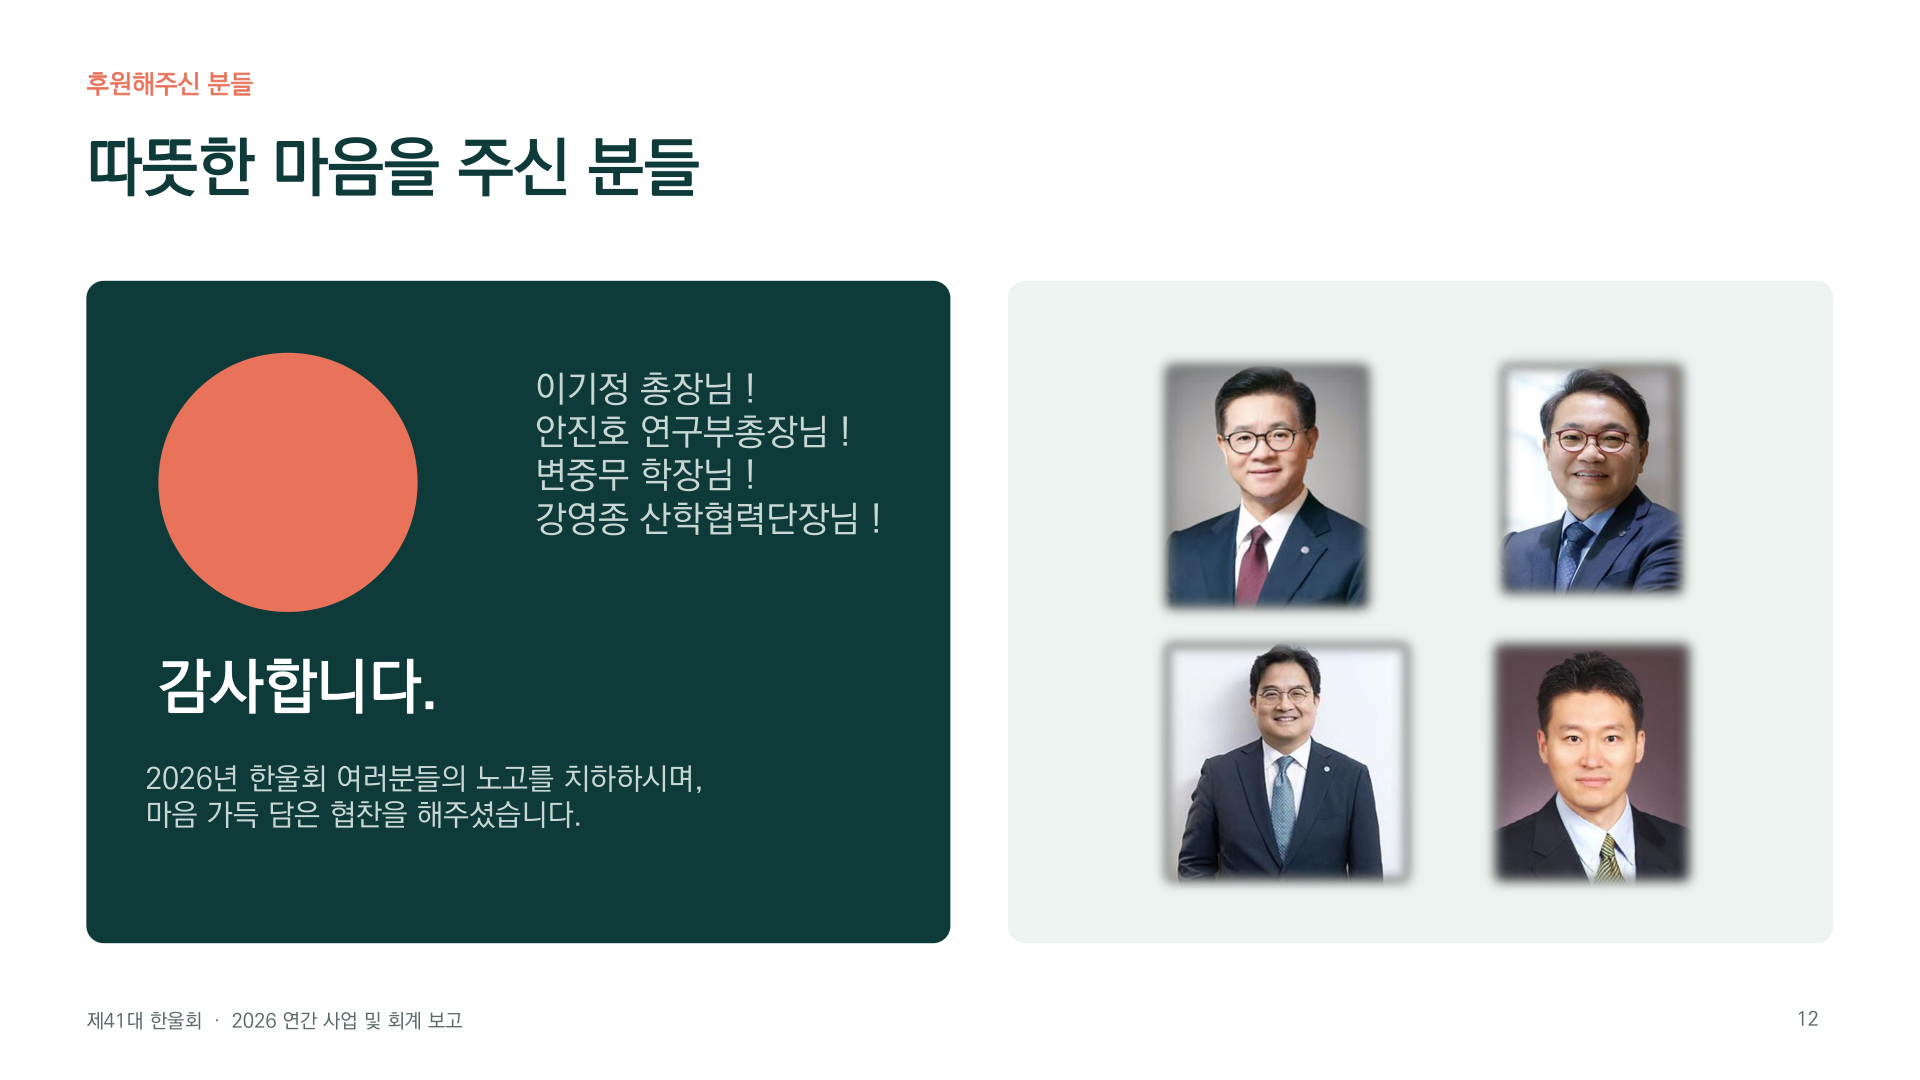 후원해주신 분들
따뜻한 마음을 주신 분들
이기정 총장님 !
안진호 연구부총장님 !
변중무 학장님 !
강영종 산학협력단장님 !
감사합니다.
2026년 한울회 여러분들의 노고를 치하하시며,
마음 가득 담은 협찬을 해주셨습니다.
제41대 한울회 · 2026 연간 사업 및 회계 보고
12